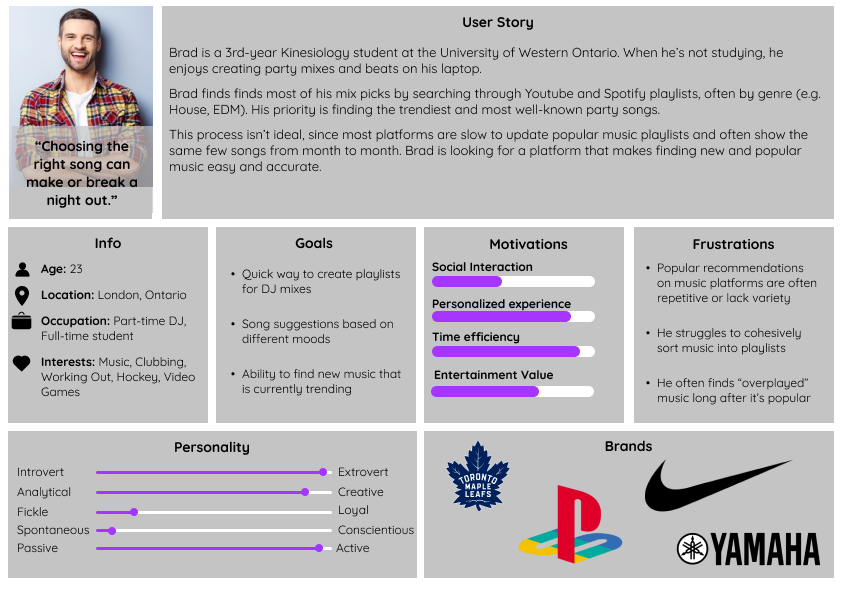 “Choosing the
right song can
make or break a
night out.”
User Story
Brad is a 3rd-year Kinesiology student at the University of Western Ontario. When he’s not studying, he
enjoys creating party mixes and beats on his laptop.
Brad finds finds most of his mix picks by searching through Youtube and Spotify playlists, often by genre (e.g.
House, EDM). His priority is finding the trendiest and most well-known party songs.
This process isn’t ideal, since most platforms are slow to update popular music playlists and often show the
same few songs from month to month. Brad is looking for a platform that makes finding new and popular
music easy and accurate.
Info
Age: 23
Location: London, Ontario
Occupation: Part-time DJ,
Full-time student
Interests: Music, Clubbing,
Working Out, Hockey, Video
Games
Goals
• Quick way to create playlists
for DJ mixes
• Song suggestions based on
different moods
• Ability to find new music that
is currently trending
Motivations
Social Interaction
Personalized experience
Time efficiency
Entertainment Value
Frustrations
• Popular recommendations
on music platforms are often
repetitive or lack variety
• He struggles to cohesively
sort music into playlists
• He often finds “overplayed”
music long after it’s popular
Personality
Introvert Extrovert
Analytical Creative
Fickle Loyal
Spontaneous Conscientious
Passive Active
Brands
TORONTO
MAPLE
LEAFS
YAMAHA